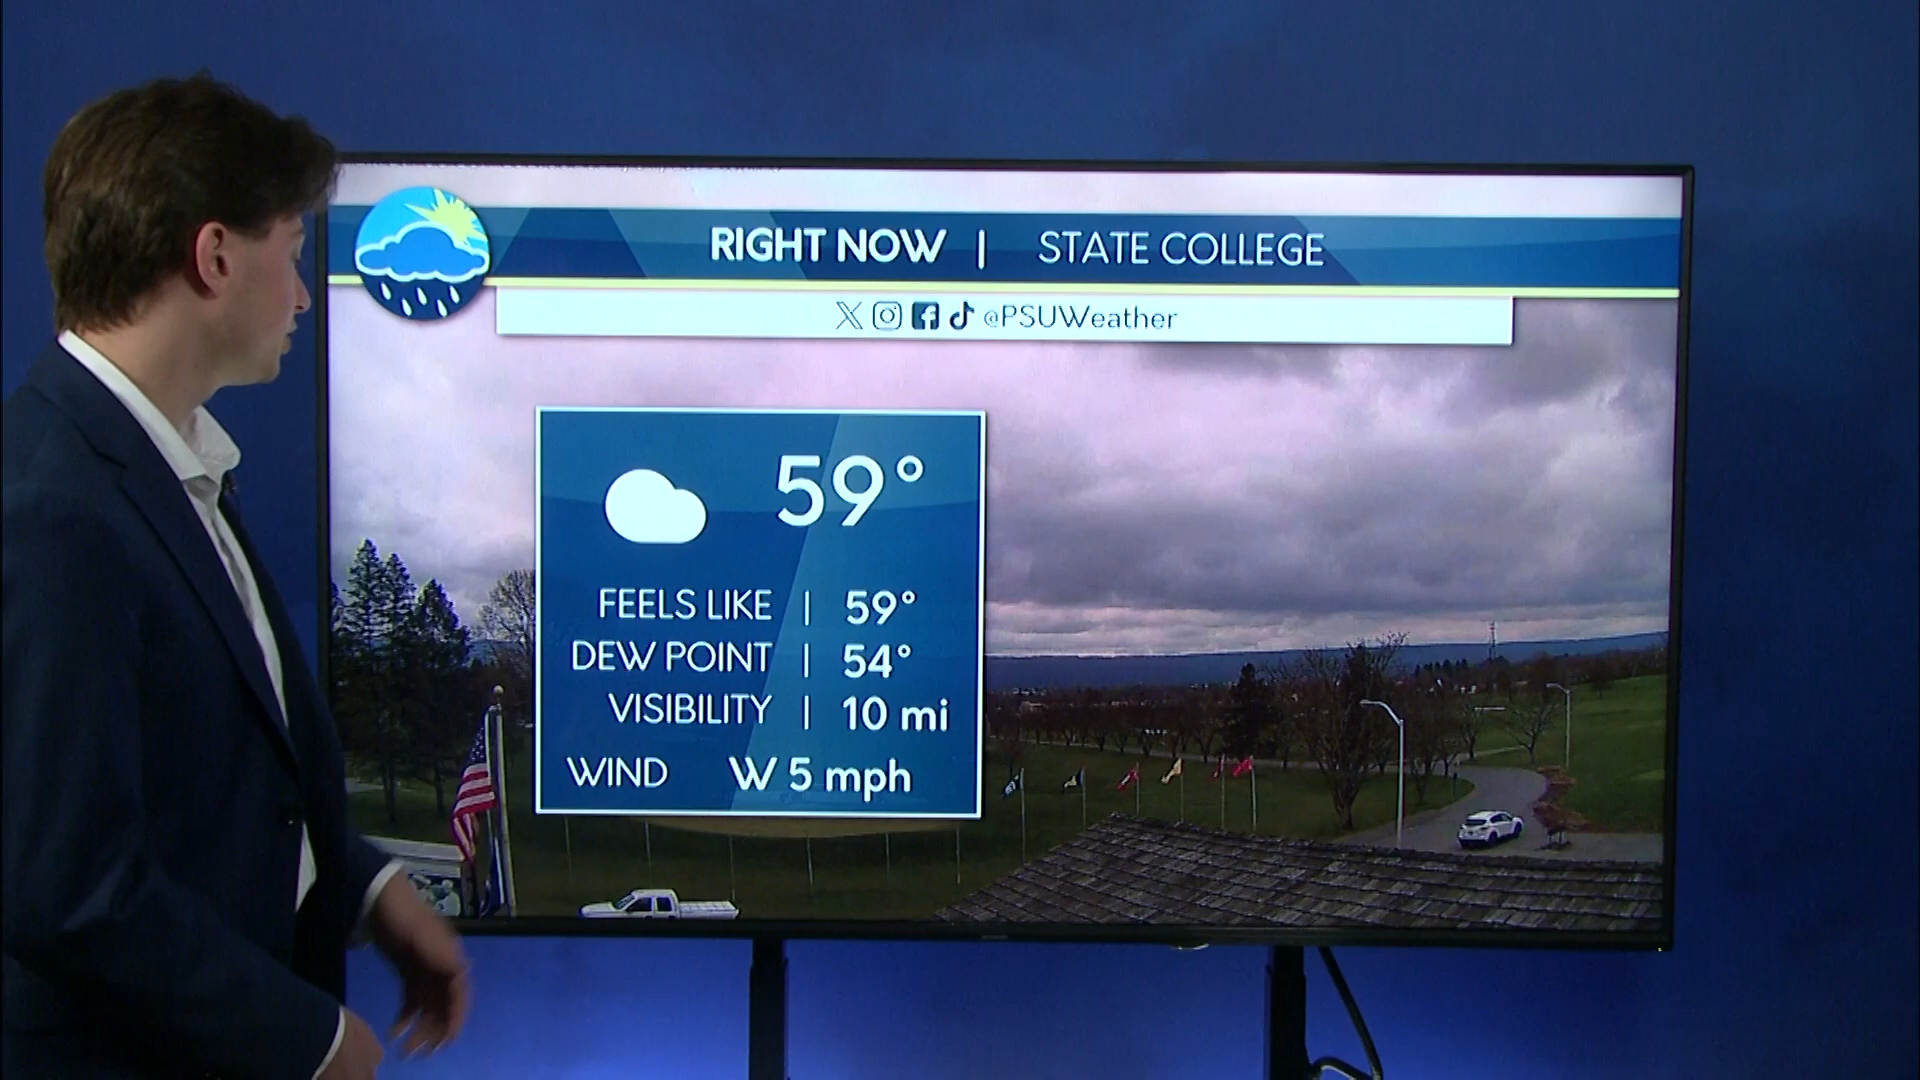 RIGHT NOW | STATE COLLEGE
@PSUWeather
59°
FEELS LIKE | 59°
DEW POINT | 54°
VISIBILITY | 10 mi
WIND W 5 mph